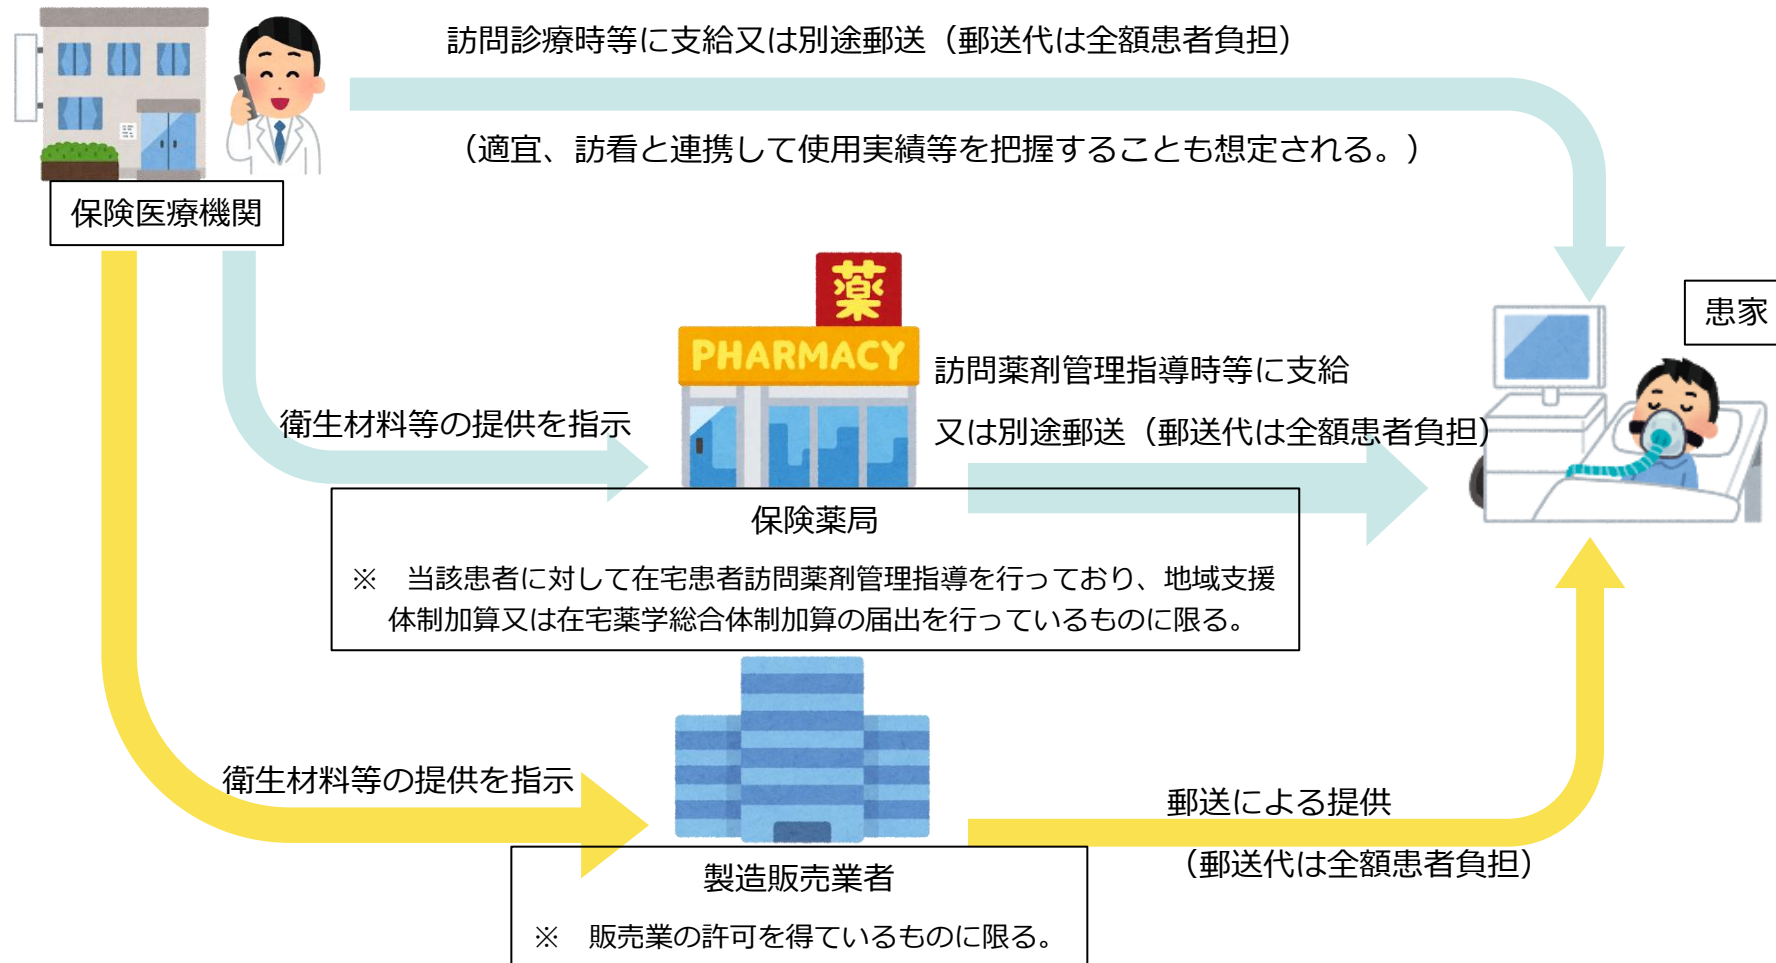 訪問診療時等に支給又は別途郵送（郵送代は全額患者負担）
（適宜、訪看と連携して使用実績等を把握することも想定される。）
保険医療機関
薬
PHARMACY
患家
訪問薬剤管理指導時等に支給
又は別途郵送（郵送代は全額患者負担）
衛生材料等の提供を指示
保険薬局
※　当該患者に対して在宅患者訪問薬剤管理指導を行っており、地域支援
体制加算又は在宅薬学総合体制加算の届出を行っているものに限る。
衛生材料等の提供を指示
郵送による提供
（郵送代は全額患者負担）
製造販売業者
※　販売業の許可を得ているものに限る。